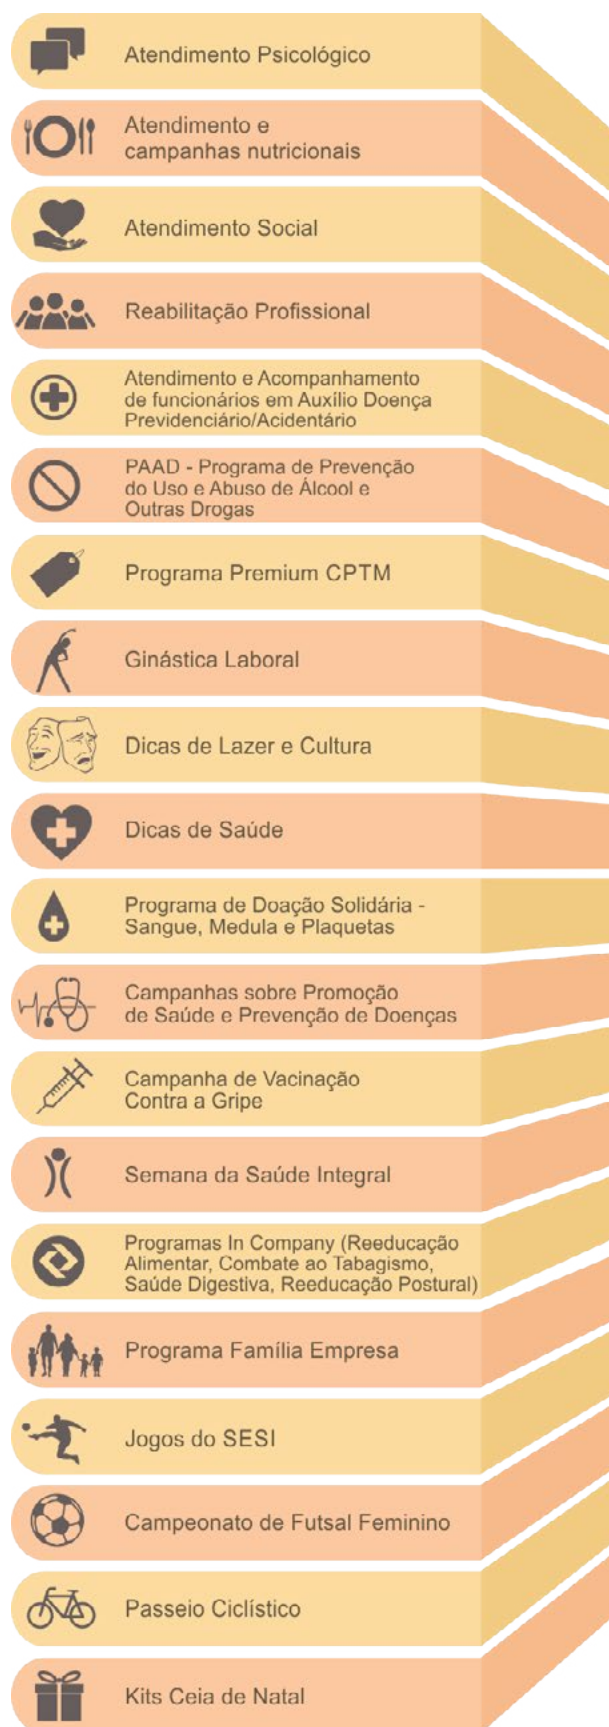 Atendimento Psicológico
Atendimento e
campanhas nutricionais
Atendimento Social
Reabilitação Profissional
Atendimento e Acompanhamento
de funcionários em Auxílio Doença
Previdenciário/Acidentário
PAAD - Programa de Prevenção
do Uso e Abuso de Álcool e
Outras Drogas
Programa Premium CPTM
Ginástica Laboral
Dicas de Lazer e Cultura
Dicas de Saúde
Programa de Doação Solidária -
Sangue, Medula e Plaquetas
Campanhas sobre Promoção
de Saúde e Prevenção de Doenças
Campanha de Vacinação
Contra a Gripe
Semana da Saúde Integral
Programas In Company (Reeducação
Alimentar, Combate ao Tabagismo,
Saúde Digestiva, Reeducação Postural)
Programa Família Empresa
Jogos do SESI
Campeonato de Futsal Feminino
Passeio Ciclístico
Kits Ceia de Natal